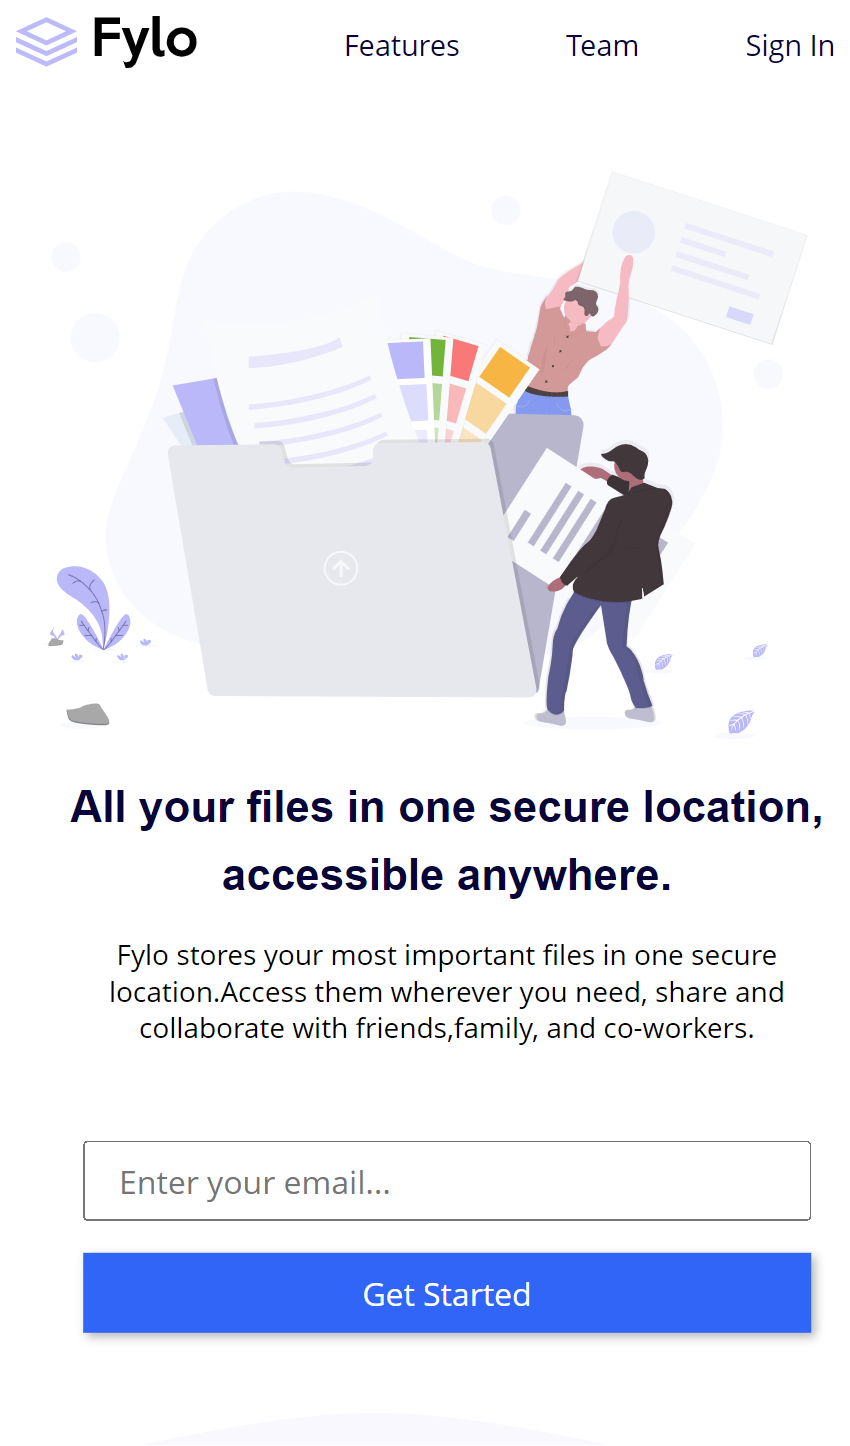 Fylo
Features
Team
Sign In
All your files in one secure location,
accessible anywhere.
Fylo stores your most important files in one secure
location.Access them wherever you need, share and
collaborate with friends,family, and co-workers.
Enter your email...
Get Started